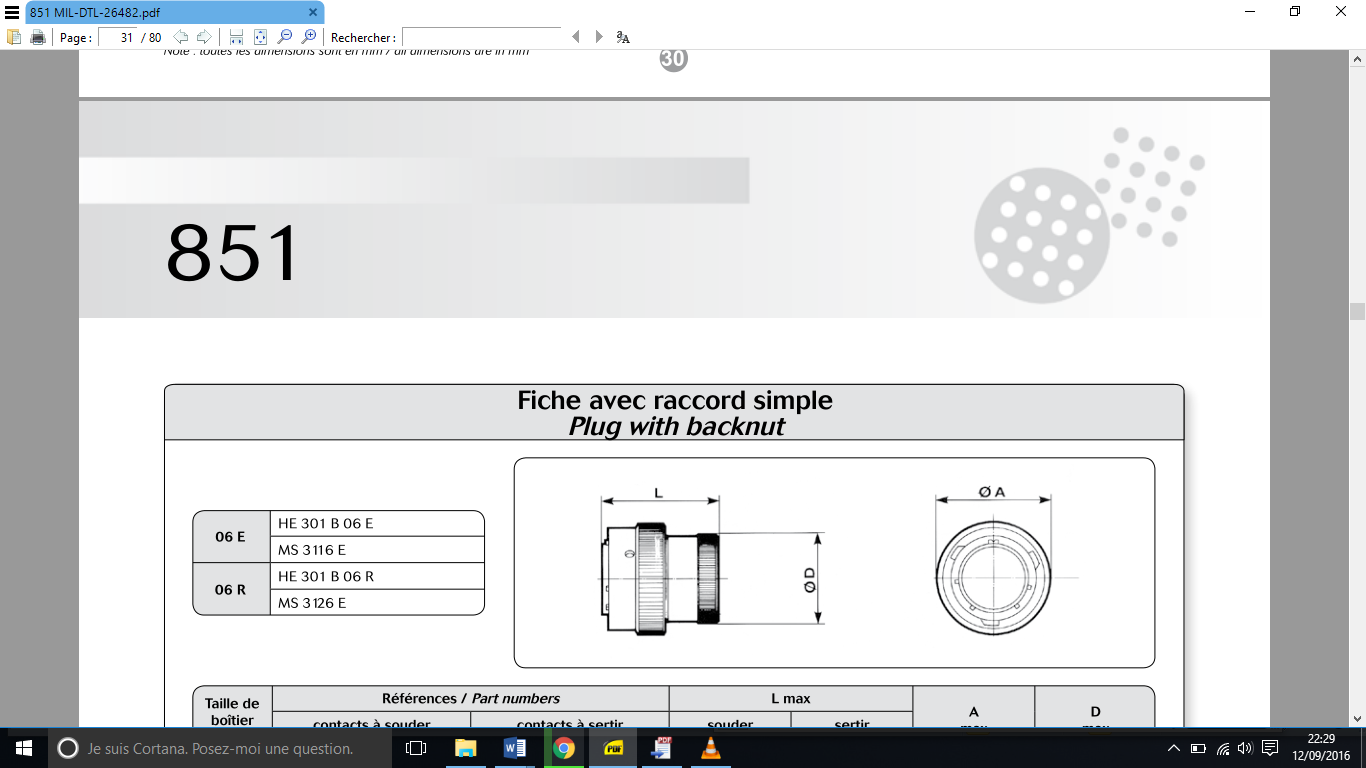 851 MIL-DTL-26482.pdf
Page : 31 / 80 Rechercher :
Note : toutes les dimensions sont en mm / all dimensions are in mm
30
851
Fiche avec raccord simple
Plug with backnut
06 E
HE 301 B 06 E
MS 3116 E
06 R
HE 301 B 06 R
MS 3126 E
L
Ø D
Ø A
Taille de
boîtier
Références / Part numbers
L max
contacts à souder
contacts à sertir
souder
sertir
A
max
D
max
Je suis Cortana. Posez-moi une question.
22:29
12/09/2016